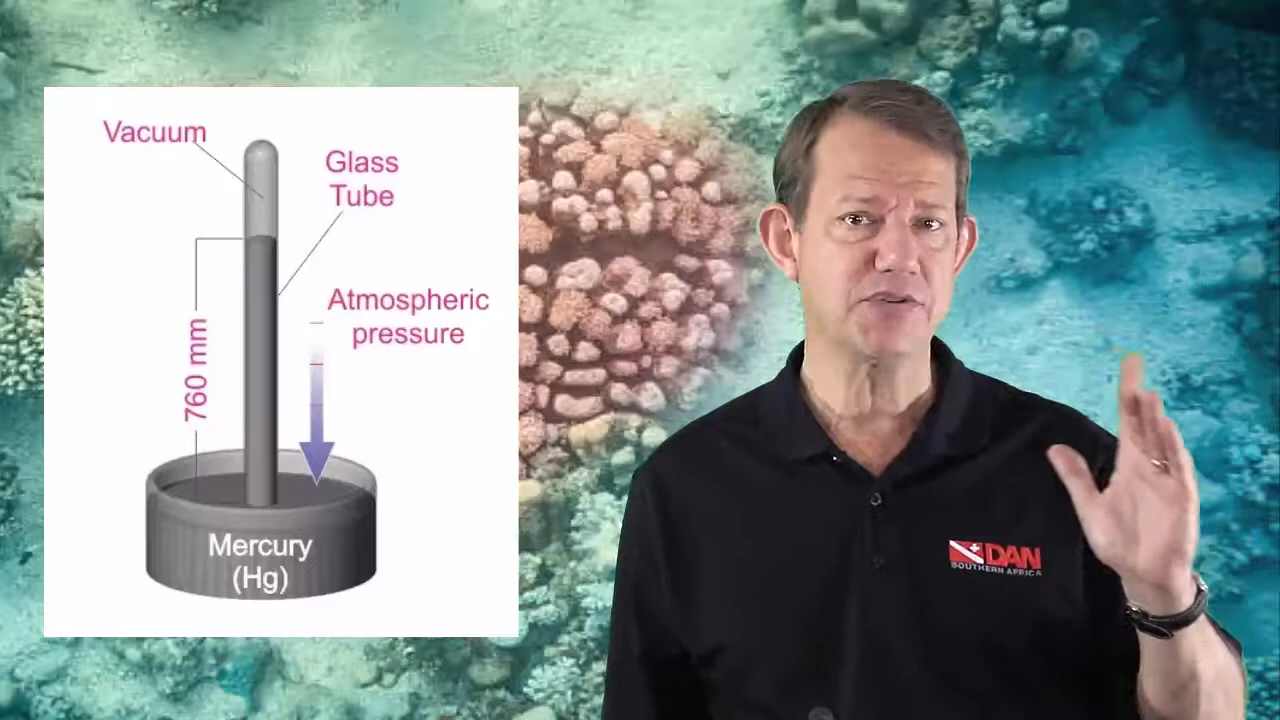 Vacuum
Glass
Tube
Atmospheric
pressure
760 mm
Mercury
(Hg)
DAN
SOUTHERN AFRICA